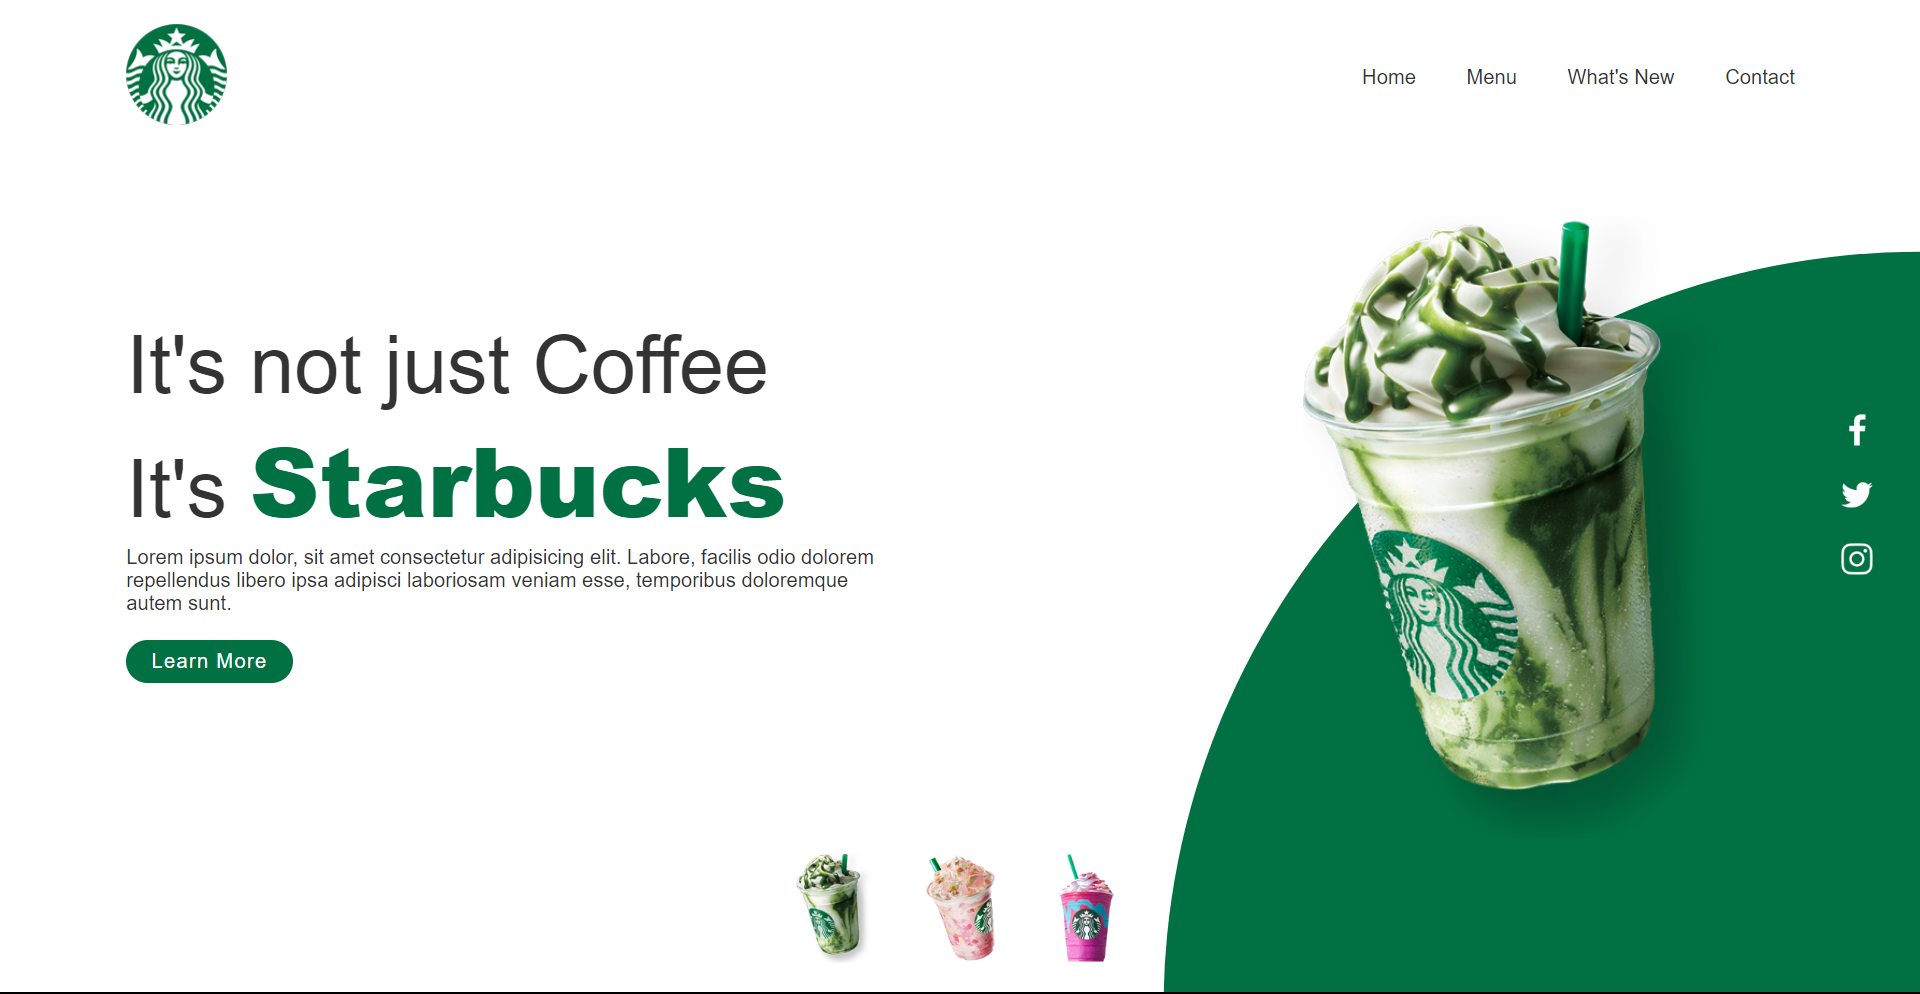 Home Menu What's New Contact
It's not just Coffee
It's Starbucks
Lorem ipsum dolor, sit amet consectetur adipisicing elit. Labore, facilis odio dolorem
repellendus libero ipsa adipisci laboriosam veniam esse, temporibus doloremque
autem sunt.
Learn More
TM